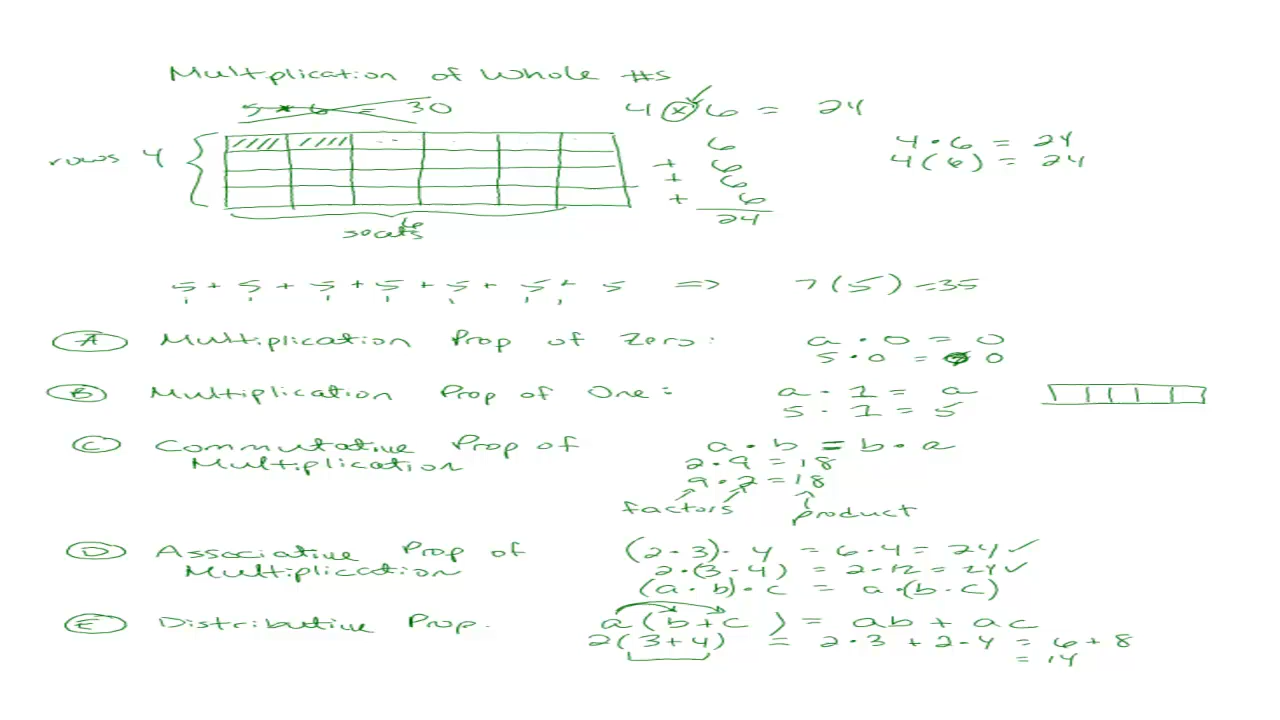 Multiplication of Whole #s
5 * 6 = 30
4 × 6 = 24
rows 4
6
+ 6
+ 6
+ 6
24
4 · 6 = 24
4(6) = 24
6
seats
5 + 5 + 5 + 5 + 5 + 5 + 5 => 7(5) = 35
A Multiplication Prop of Zero: a · 0 = 0
5 · 0 = 0
B Multiplication Prop of One: a · 1 = a
5 · 1 = 5
C Commutative Prop of Multiplication
a · b = b · a
2 · 9 = 18
9 · 2 = 18
factors product
D Associative Prop of Multiplication
(2 · 3) · 4 = 6 · 4 = 24 ✓
2 · (3 · 4) = 2 · 12 = 24 ✓
(a · b) · c = a · (b · c)
E Distributive Prop. a(b + c) = ab + ac
2(3 + 4) = 2 · 3 + 2 · 4 = 6 + 8
= 14